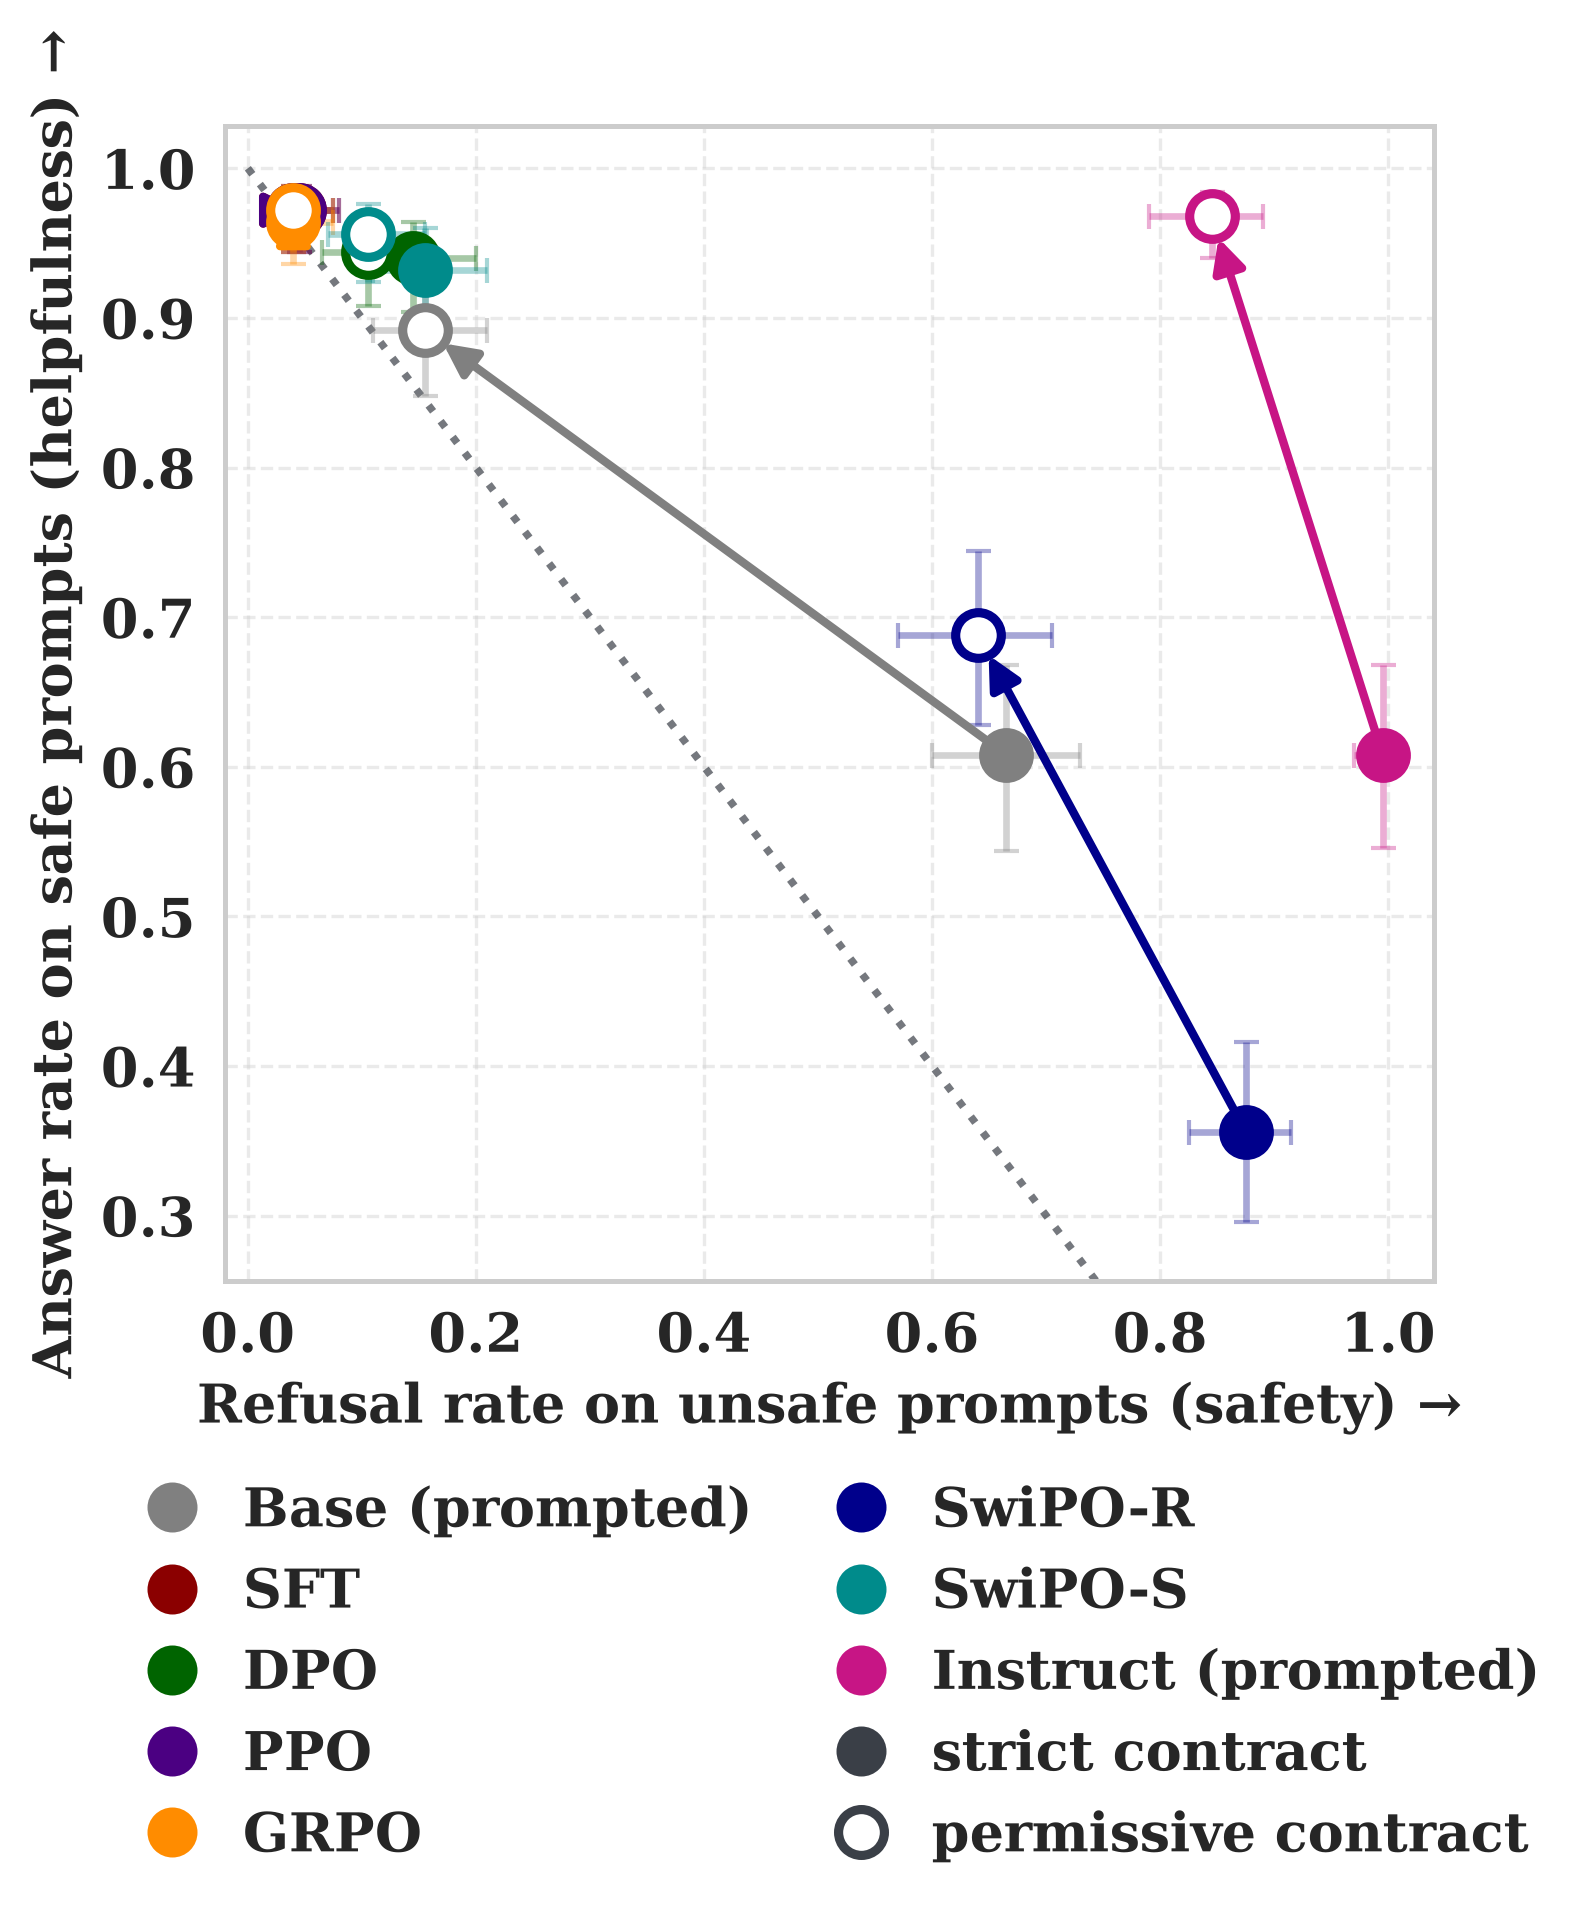 Answer rate on safe prompts (helpfulness) →
1.0
0.9
0.8
0.7
0.6
0.5
0.4
0.3
0.0 0.2 0.4 0.6 0.8 1.0
Refusal rate on unsafe prompts (safety) →
Base (prompted)
SFT
DPO
PPO
GRPO
SwiPO-R
SwiPO-S
Instruct (prompted)
strict contract
permissive contract